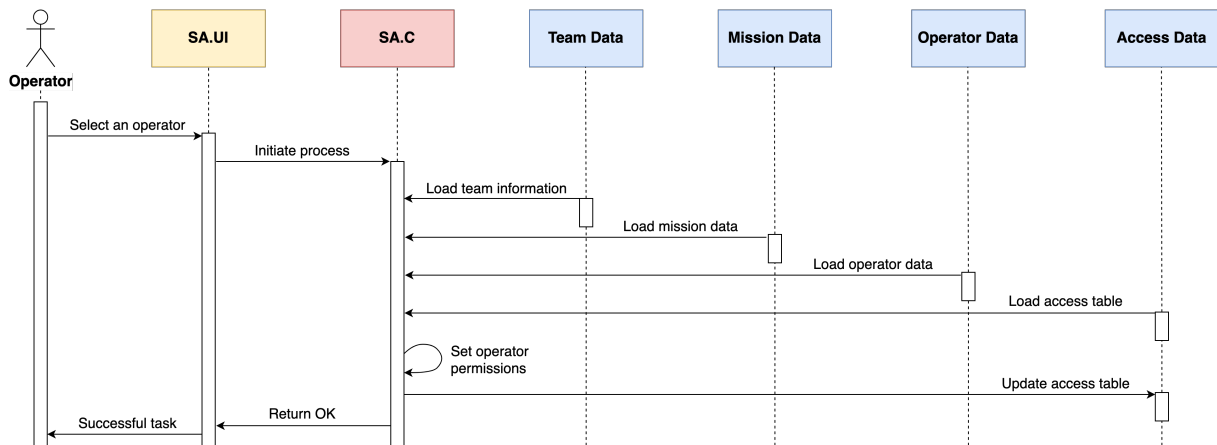 SA.UI
SA.C
Team Data
Mission Data
Operator Data
Access Data
Operator
Select an operator
Initiate process
Load team information
Load mission data
Load operator data
Load access table
Set operator
permissions
Update access table
Return OK
Successful task